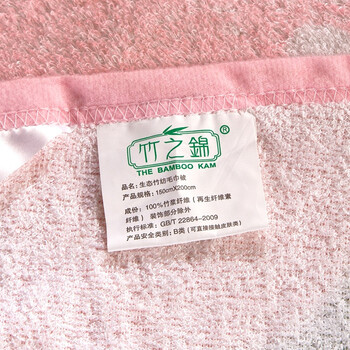 竹之錦®
THE BAMBOO KAM
品名：生态竹纺毛巾被
产品规格：150cmX200cm
成份：100%竹浆纤维（再生纤维素
纤维）装饰部分除外
执行标准：GB/T 22864-2009
产品安全类别：B类（可直接接触皮肤类）